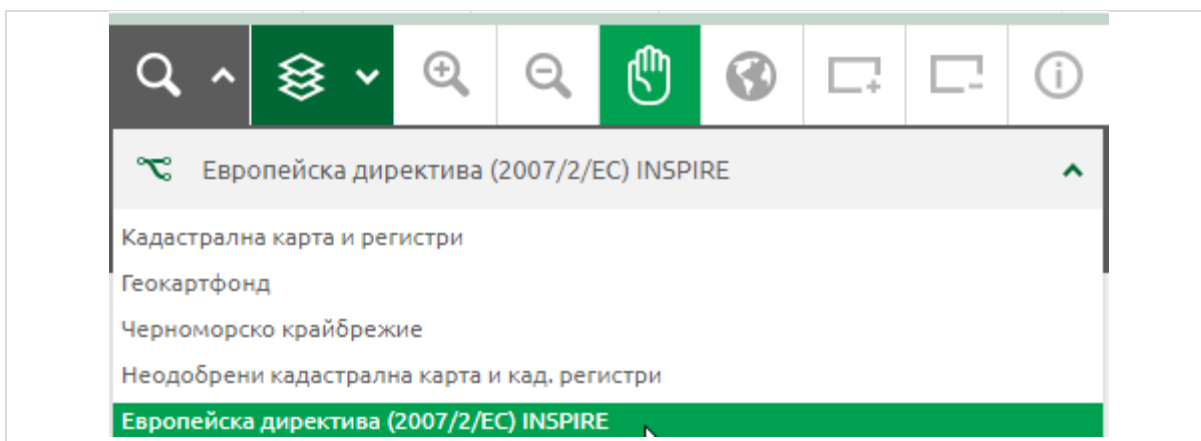 Европейска директива (2007/2/ЕС) INSPIRE
Кадастрална карта и регистри
Геокартфонд
Черноморско крайбрежие
Неодобрени кадастрална карта и кад. регистри
Европейска директива (2007/2/ЕС) INSPIRE